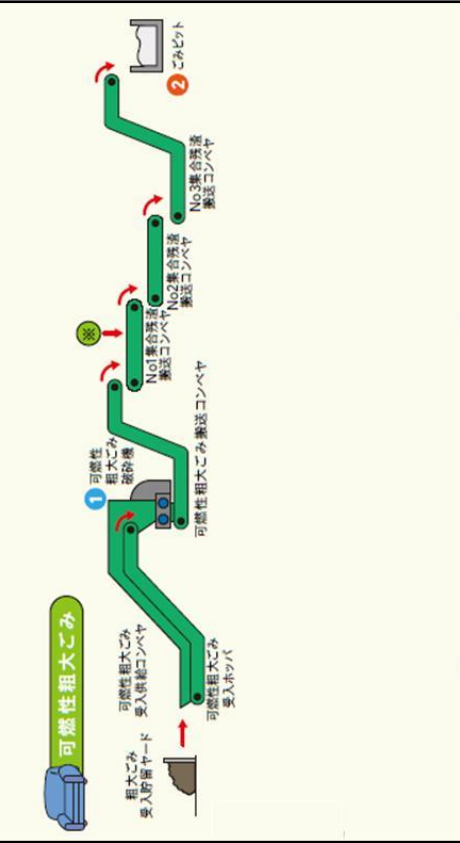 可燃性粗大ごみ
粗大ごみ
受入貯留ヤード
可燃性粗大ごみ
受入供給コンベヤ
可燃性粗大ごみ
受入ホッパ
1
可燃性
粗大ごみ
破砕機
可燃性粗大ごみ搬送コンベヤ
※
No1集合残渣
搬送コンベヤ
No2集合残渣
搬送コンベヤ
No3集合残渣
搬送コンベヤ
2 ごみピット